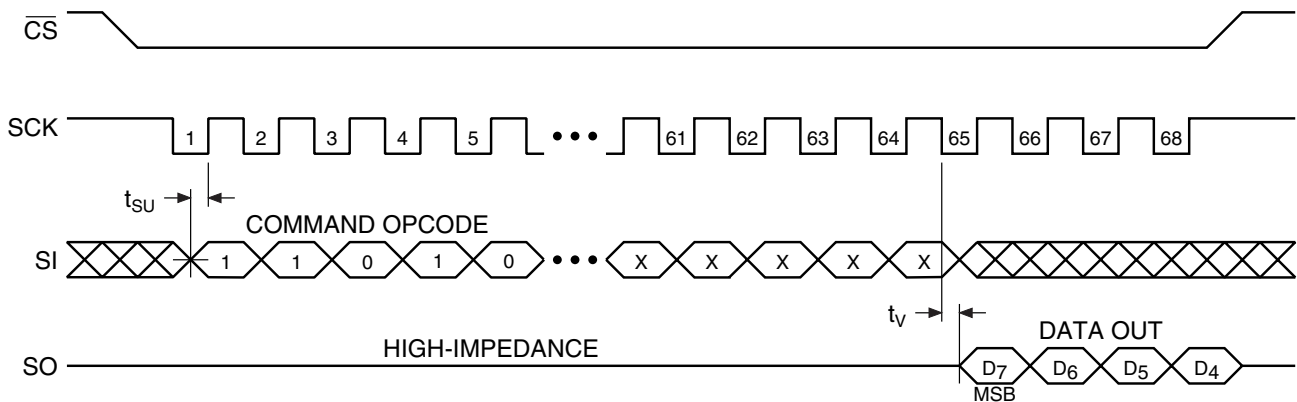 CS
SCK 1 2 3 4 5 ••• 61 62 63 64 65 66 67 68
tSU
COMMAND OPCODE
SI 1 1 0 1 0 ••• X X X X X
tV
DATA OUT
HIGH-IMPEDANCE
SO D7 D6 D5 D4
MSB